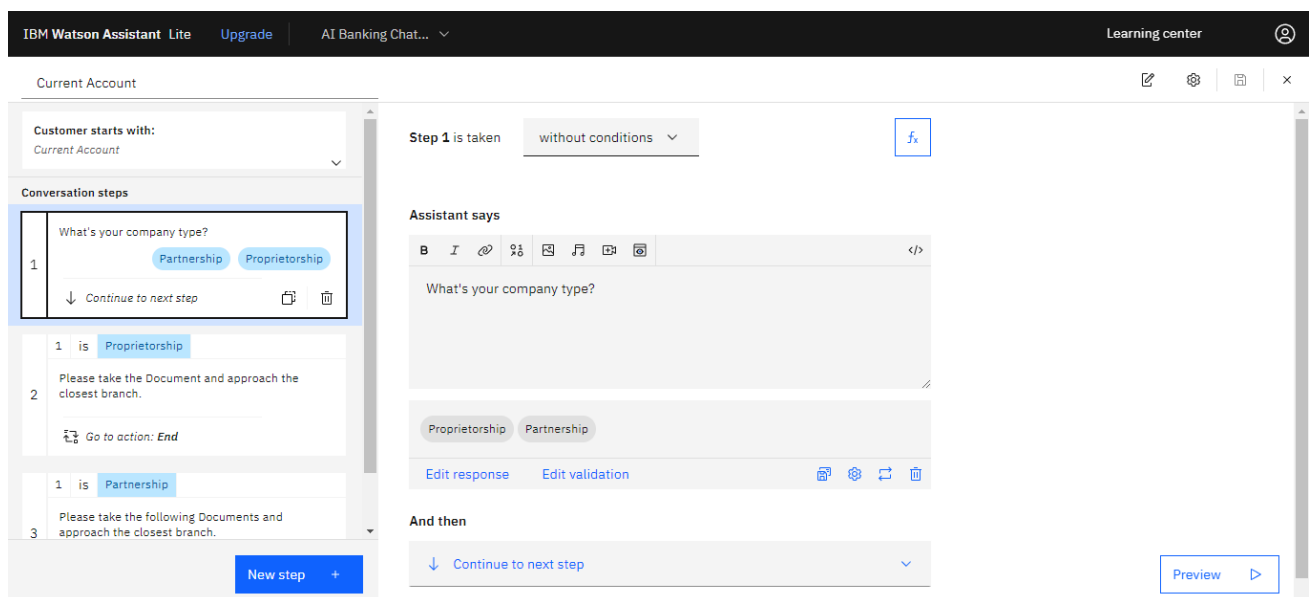 IBM Watson Assistant Lite Upgrade AI Banking Chat... Learning center
Current Account
Customer starts with:
Current Account
Conversation steps
1
What's your company type?
Partnership Proprietorship
Continue to next step
1 is Proprietorship
2
Please take the Document and approach the
closest branch.
Go to action: End
1 is Partnership
3
Please take the following Documents and
approach the closest branch.
New step +
Step 1 is taken without conditions
fx
Assistant says
B I </>
What's your company type?
Proprietorship Partnership
Edit response Edit validation
And then
Continue to next step
Preview